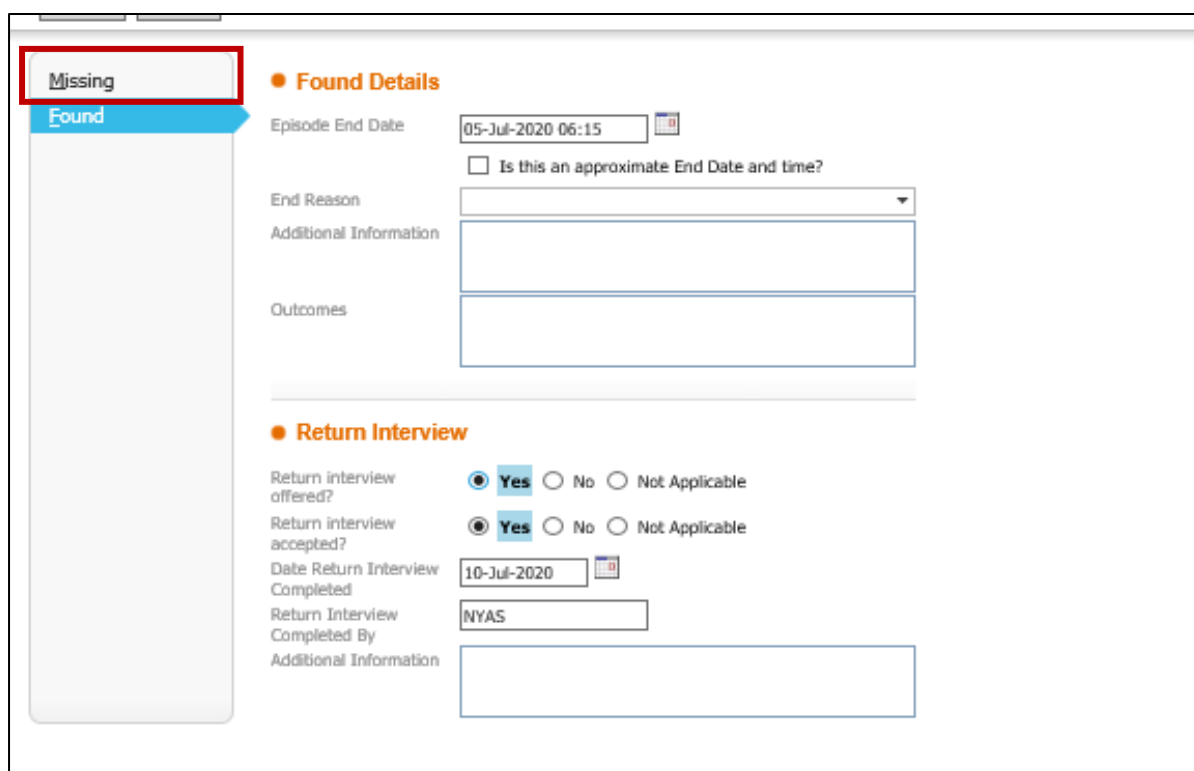 Missing
Found
Found Details
Episode End Date
05-Jul-2020 06:15
Is this an approximate End Date and time?
End Reason
Additional Information
Outcomes
Return Interview
Return interview
offered?
Yes No Not Applicable
Return interview
accepted?
Yes No Not Applicable
Date Return Interview
Completed
10-Jul-2020
Return Interview
Completed By
NYAS
Additional Information